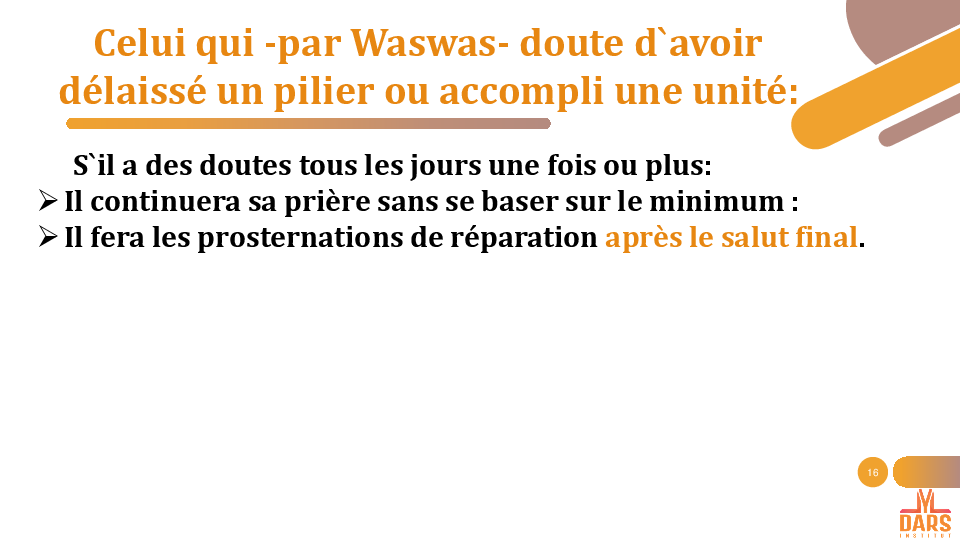 Celui qui -par Waswas- doute d`avoir
délaissé un pilier ou accompli une unité:
S`il a des doutes tous les jours une fois ou plus:
➢ Il continuera sa prière sans se baser sur le minimum :
➢ Il fera les prosternations de réparation après le salut final.
16
DARS
INSTITUT